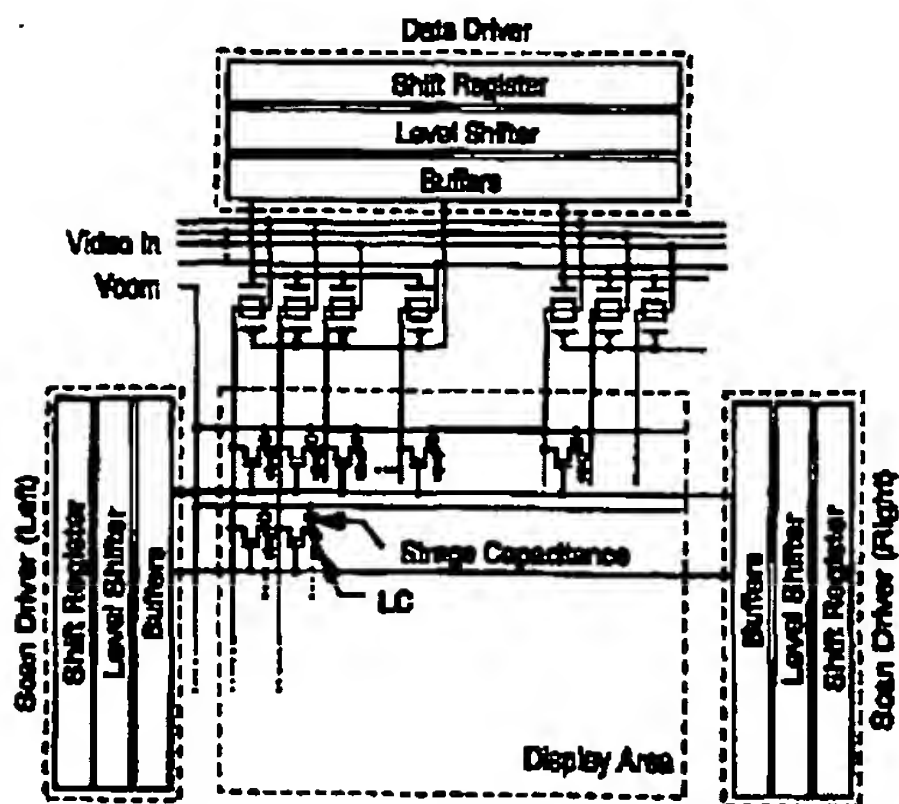 Data Driver
Shift Register
Level Shifter
Buffers
Video In
Vcom
Scan Driver (Left)
Shift Register
Level Shifter
Buffers
Strage Capacitance
LC
Display Area
Buffers
Level Shifter
Shift Register
Scan Driver (Right)